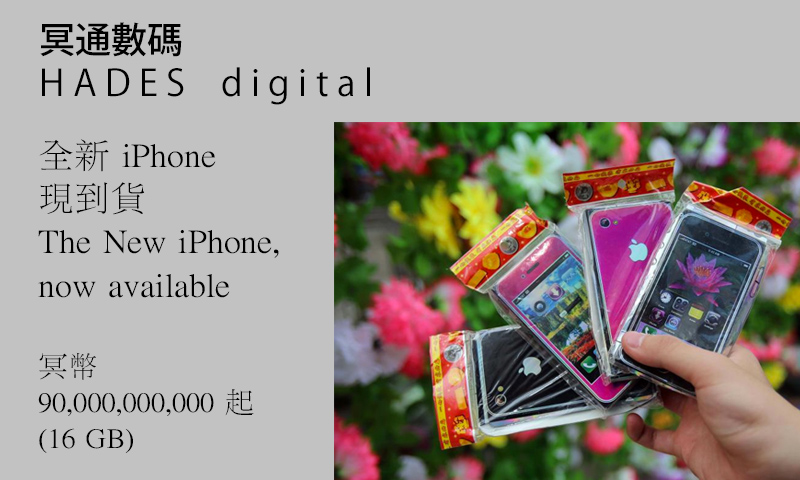 冥通數碼
HADES digital
全新 iPhone
現到貨
The New iPhone,
now available
冥幣
90,000,000,000 起
(16 GB)